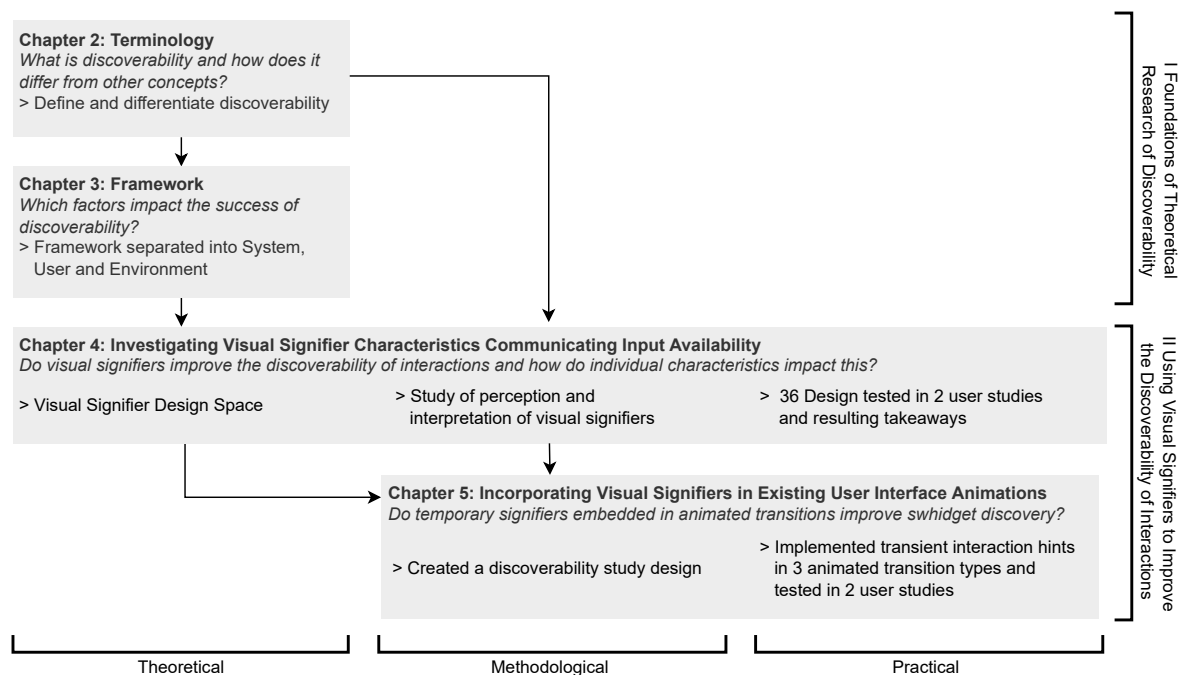 Chapter 2: Terminology
What is discoverability and how does it
differ from other concepts?
> Define and differentiate discoverability
Chapter 3: Framework
Which factors impact the success of
discoverability?
> Framework separated into System,
User and Environment
I Foundations of Theoretical
Research of Discoverability
Chapter 4: Investigating Visual Signifier Characteristics Communicating Input Availability
Do visual signifiers improve the discoverability of interactions and how do individual characteristics impact this?
> Visual Signifier Design Space
> Study of perception and
interpretation of visual signifiers
> 36 Design tested in 2 user studies
and resulting takeaways
Chapter 5: Incorporating Visual Signifiers in Existing User Interface Animations
Do temporary signifiers embedded in animated transitions improve swhidget discovery?
> Created a discoverability study design
> Implemented transient interaction hints
in 3 animated transition types and
tested in 2 user studies
II Using Visual Signifiers to Improve
the Discoverability of Interactions
Theoretical
Methodological
Practical